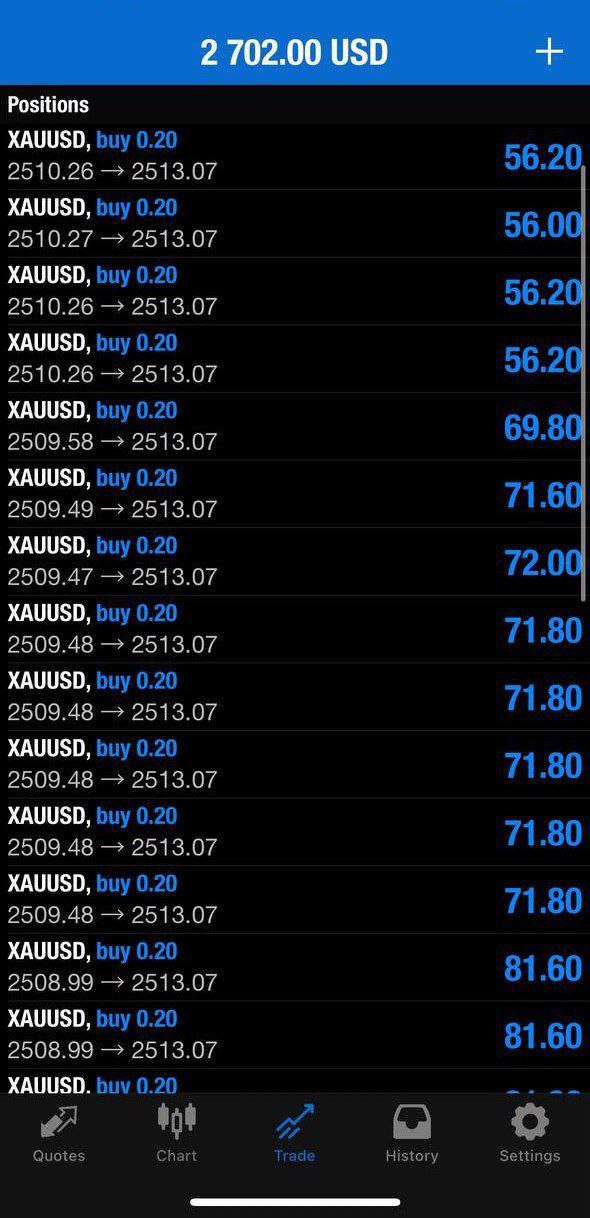 2 702.00 USD
Positions
XAUUSD, buy 0.20
2510.26 → 2513.07
56.20
XAUUSD, buy 0.20
2510.27 → 2513.07
56.00
XAUUSD, buy 0.20
2510.26 → 2513.07
56.20
XAUUSD, buy 0.20
2510.26 → 2513.07
56.20
XAUUSD, buy 0.20
2509.58 → 2513.07
69.80
XAUUSD, buy 0.20
2509.49 → 2513.07
71.60
XAUUSD, buy 0.20
2509.47 → 2513.07
72.00
XAUUSD, buy 0.20
2509.48 → 2513.07
71.80
XAUUSD, buy 0.20
2509.48 → 2513.07
71.80
XAUUSD, buy 0.20
2509.48 → 2513.07
71.80
XAUUSD, buy 0.20
2509.48 → 2513.07
71.80
XAUUSD, buy 0.20
2509.48 → 2513.07
71.80
XAUUSD, buy 0.20
2508.99 → 2513.07
81.60
XAUUSD, buy 0.20
2508.99 → 2513.07
81.60
XAUUSD, buy 0.20
Quotes
Chart
Trade
History
Settings